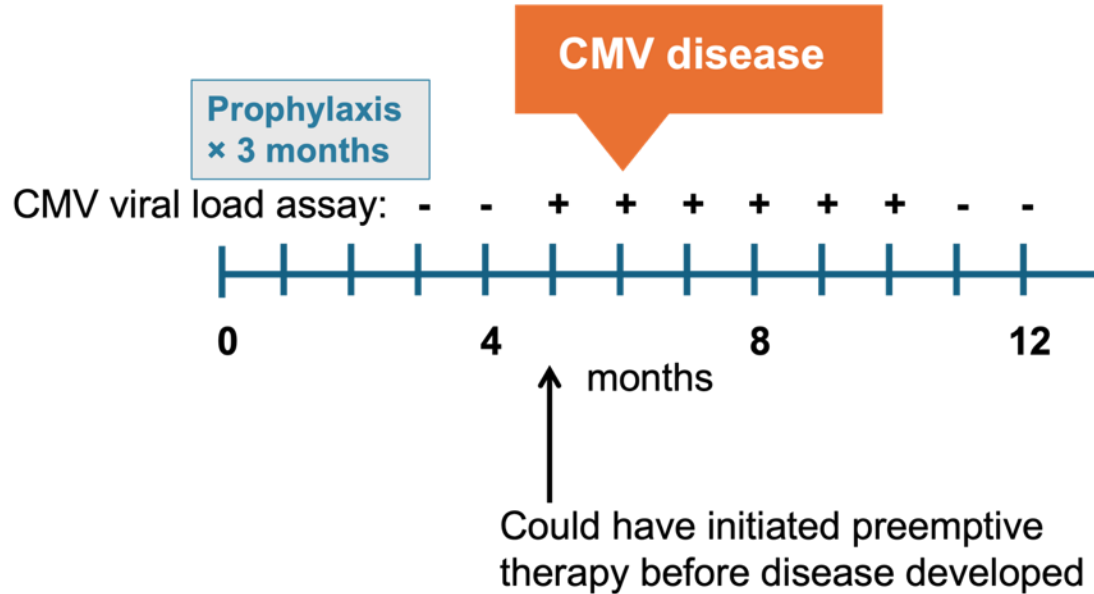 CMV disease
Prophylaxis
× 3 months
CMV viral load assay: - - + + + + + + - -
0 4 8 12
months
Could have initiated preemptive
therapy before disease developed